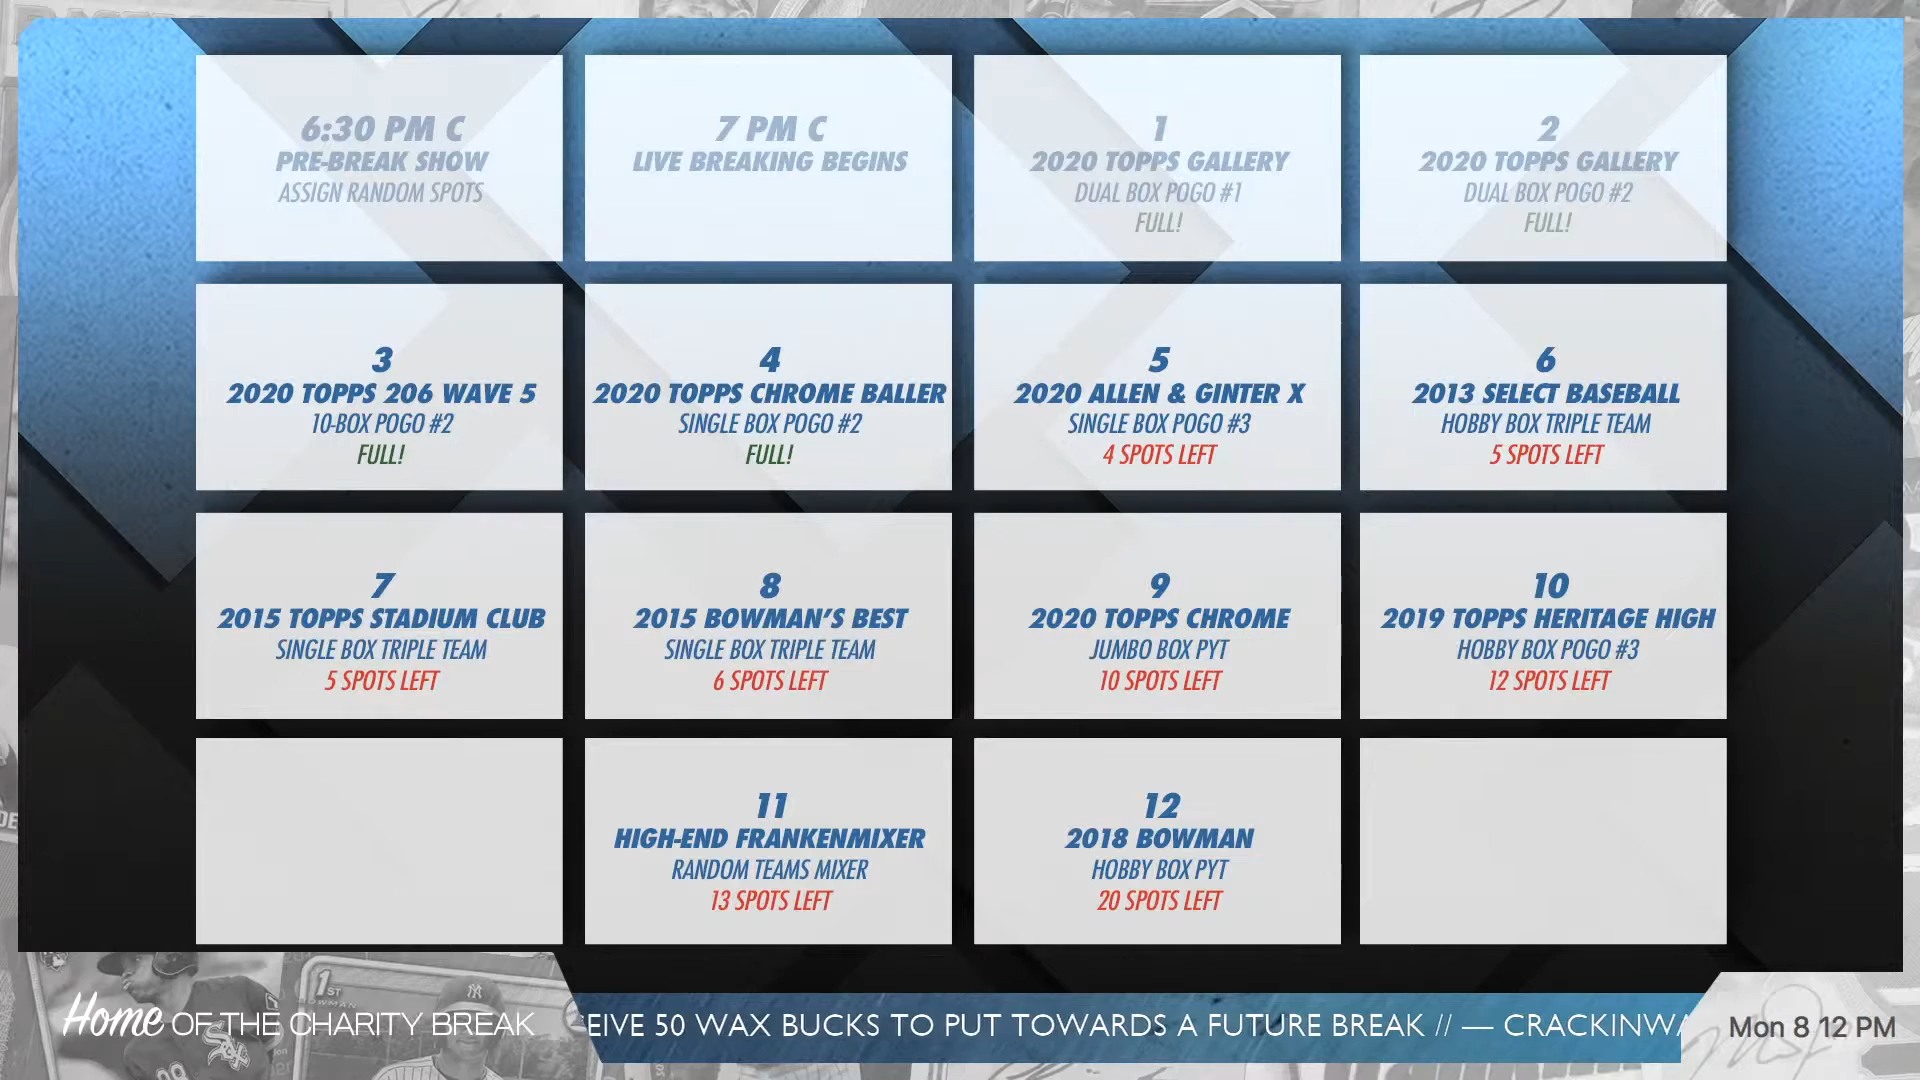 6:30 PM C
PRE-BREAK SHOW
ASSIGN RANDOM SPOTS
7 PM C
LIVE BREAKING BEGINS
1
2020 TOPPS GALLERY
DUAL BOX POGO #1
FULL!
2
2020 TOPPS GALLERY
DUAL BOX POGO #2
FULL!
3
2020 TOPPS 206 WAVE 5
10-BOX POGO #2
FULL!
4
2020 TOPPS CHROME BALLER
SINGLE BOX POGO #2
FULL!
5
2020 ALLEN & GINTER X
SINGLE BOX POGO #3
4 SPOTS LEFT
6
2013 SELECT BASEBALL
HOBBY BOX TRIPLE TEAM
5 SPOTS LEFT
7
2015 TOPPS STADIUM CLUB
SINGLE BOX TRIPLE TEAM
5 SPOTS LEFT
8
2015 BOWMAN'S BEST
SINGLE BOX TRIPLE TEAM
6 SPOTS LEFT
9
2020 TOPPS CHROME
JUMBO BOX PYT
10 SPOTS LEFT
10
2019 TOPPS HERITAGE HIGH
HOBBY BOX POGO #3
12 SPOTS LEFT
11
HIGH-END FRANKENMIXER
RANDOM TEAMS MIXER
13 SPOTS LEFT
12
2018 BOWMAN
HOBBY BOX PYT
20 SPOTS LEFT
1ST
BOWMAN
Home OF THE CHARITY BREAK
EIVE 50 WAX BUCKS TO PUT TOWARDS A FUTURE BREAK // — CRACKINWA
Mon 8 12 PM